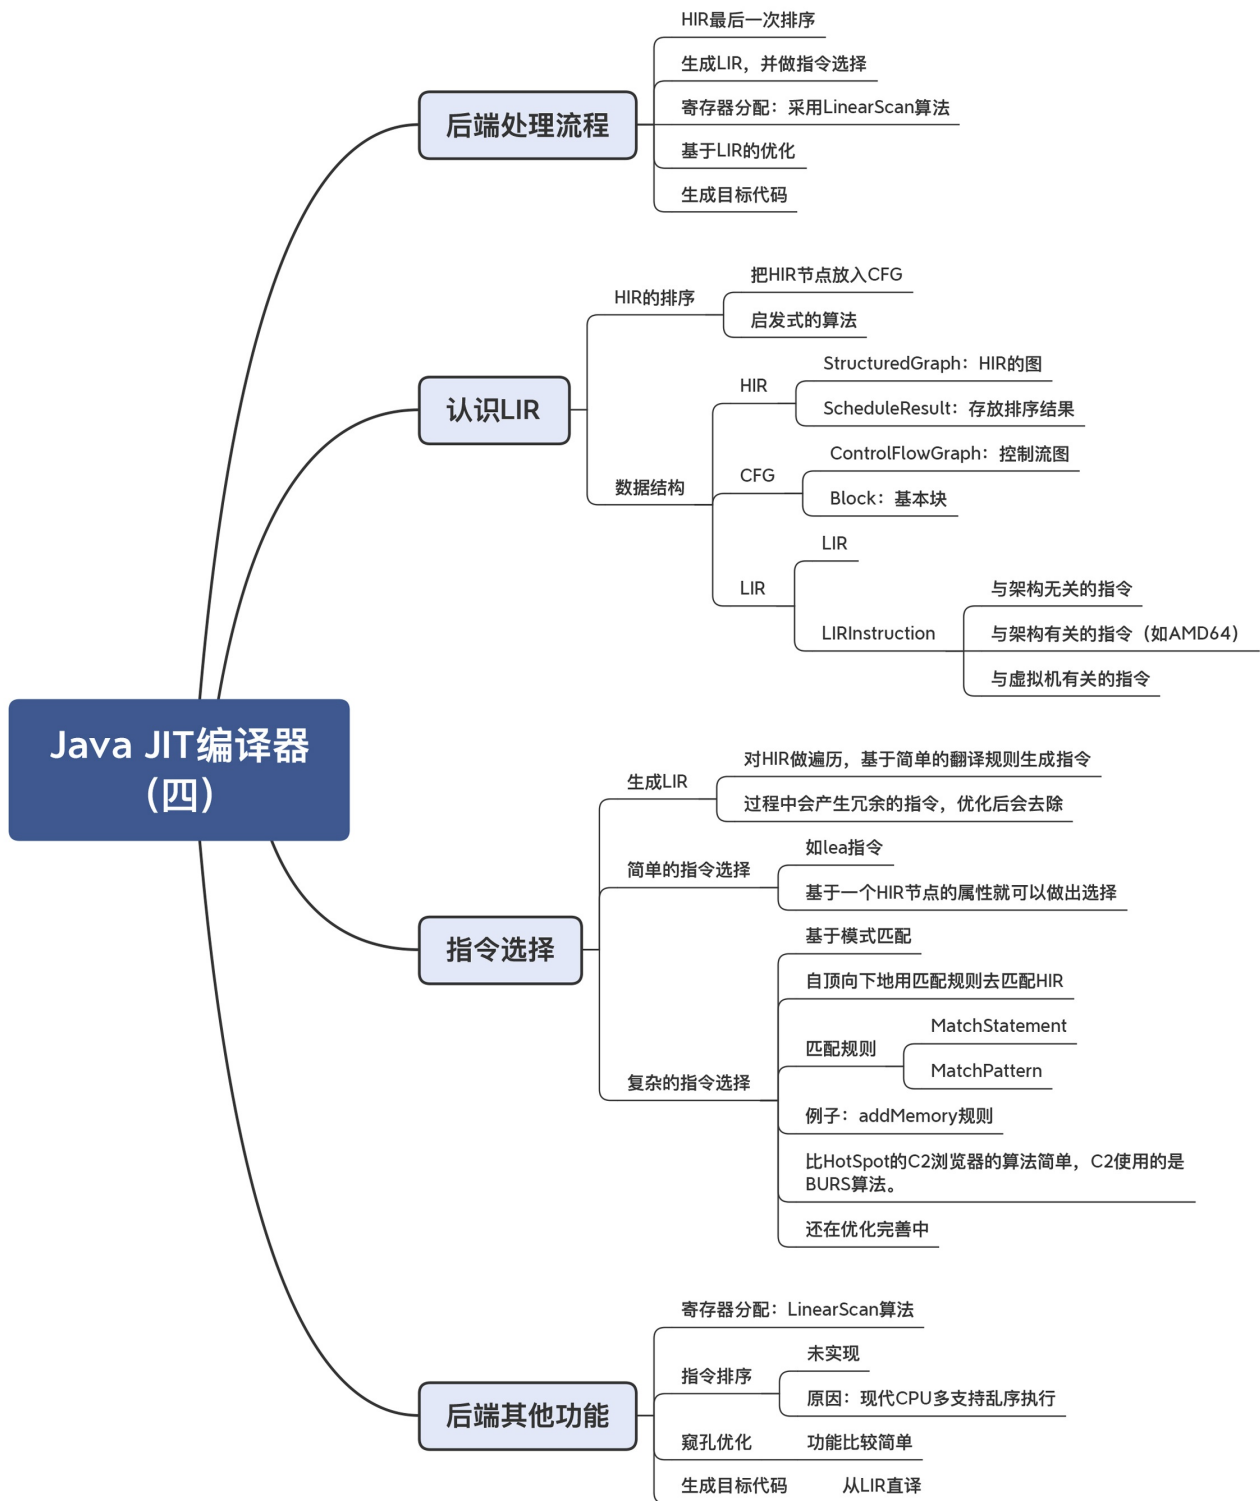 Java JIT编译器
（四）
后端处理流程
HIR最后一次排序
生成LIR，并做指令选择
寄存器分配：采用LinearScan算法
基于LIR的优化
生成目标代码
认识LIR
HIR的排序
把HIR节点放入CFG
启发式的算法
数据结构
HIR
StructuredGraph：HIR的图
ScheduleResult：存放排序结果
CFG
ControlFlowGraph：控制流图
Block：基本块
LIR
LIR
LIRInstruction
与架构无关的指令
与架构有关的指令（如AMD64）
与虚拟机有关的指令
指令选择
生成LIR
对HIR做遍历，基于简单的翻译规则生成指令
过程中会产生冗余的指令，优化后会去除
简单的指令选择
如lea指令
基于一个HIR节点的属性就可以做出选择
复杂的指令选择
基于模式匹配
自顶向下地用匹配规则去匹配HIR
匹配规则
MatchStatement
MatchPattern
例子：addMemory规则
比HotSpot的C2浏览器的算法简单，C2使用的是
BURS算法。
还在优化完善中
后端其他功能
寄存器分配：LinearScan算法
指令排序
未实现
原因：现代CPU多支持乱序执行
窥孔优化
功能比较简单
生成目标代码
从LIR直译